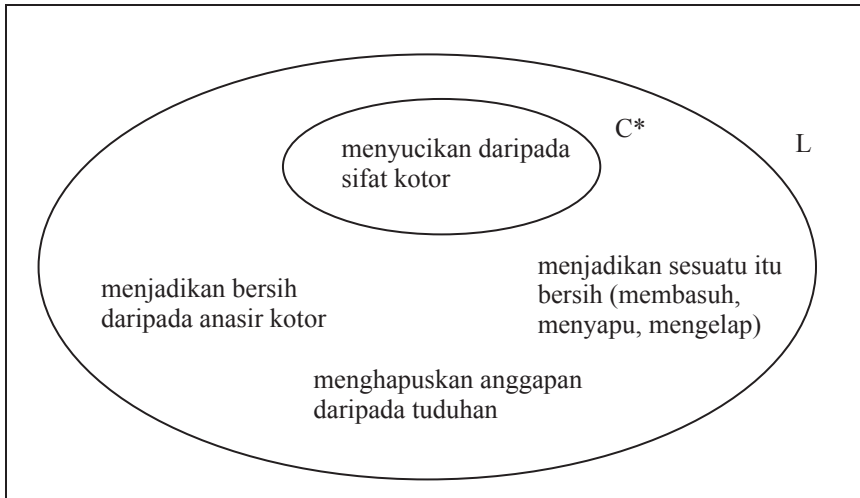 C*
L
menyucikan daripada
sifat kotor
menjadikan bersih
daripada anasir kotor
menjadikan sesuatu itu
bersih (membasuh,
menyapu, mengelap)
menghapuskan anggapan
daripada tuduhan